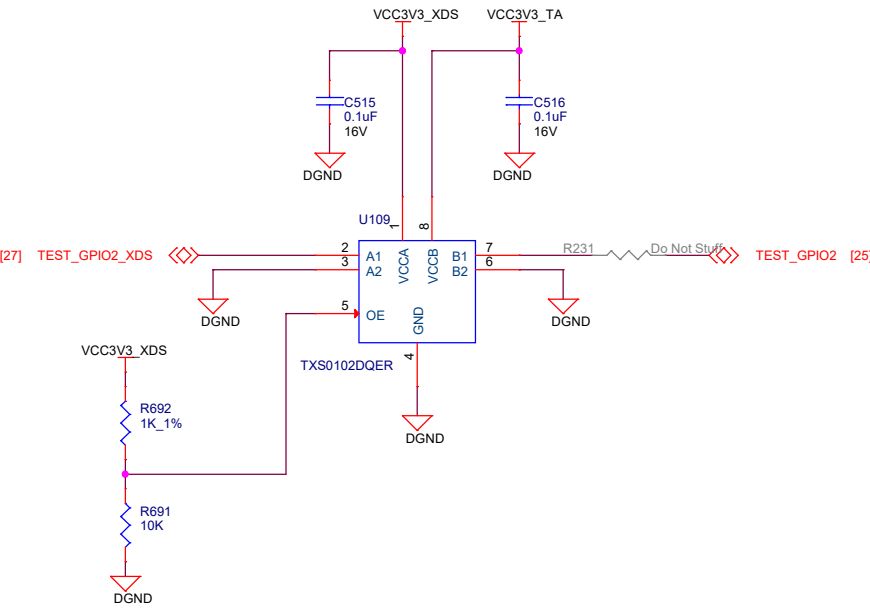 VCC3V3_XDS VCC3V3_TA
C515
0.1uF
16V
C516
0.1uF
16V
DGND DGND
U109
1 8
[27] TEST_GPIO2_XDS 2 A1 VCCA VCCB B1 7 R231 Do Not Stuff TEST_GPIO2 [25]
3 A2 B2 6
DGND DGND
5 OE GND
VCC3V3_XDS
TXS0102DQER 4
R692
1K_1%
DGND
R691
10K
DGND